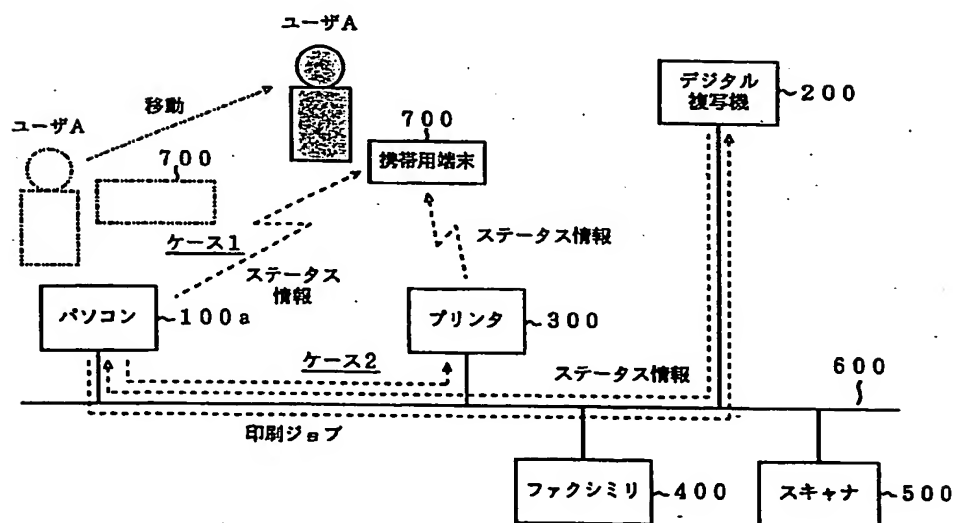 ユーザA
デジタル
複写機
200
移動
ユーザA
700
携帯用端末
700
ステータス情報
ケース1
ステータス
情報
パソコン
100a
プリンタ
300
ケース2
ステータス情報
600
印刷ジョブ
ファクシミリ
400
スキャナ
500